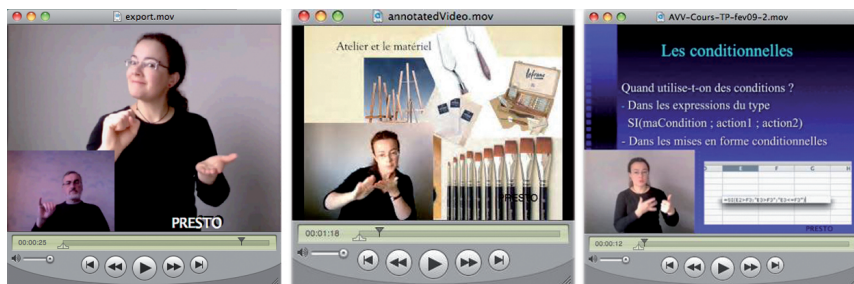 export.mov
PRESTO
00:00:25
annotatedVideo.mov
Atelier et le matériel
Lefranc
PRESTO
00:01:18
AVV-Cours-TP-fev09-2.mov
Les conditionnelles
Quand utilise-t-on des conditions ?
- Dans les expressions du type
SI(maCondition ; action1 ; action2)
- Dans les mises en forme conditionnelles
E F G H
PRESTO
00:00:12